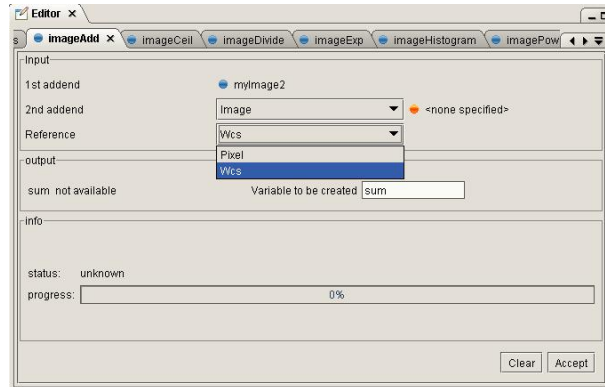 Editor
s imageAdd imageCeil imageDivide imageExp imageHistogram imagePow
Input
1st addend myImage2
2nd addend Image <none specified>
Reference Wcs
Pixel
Wcs
output
sum not available Variable to be created sum
info
status: unknown
progress: 0%
Clear Accept